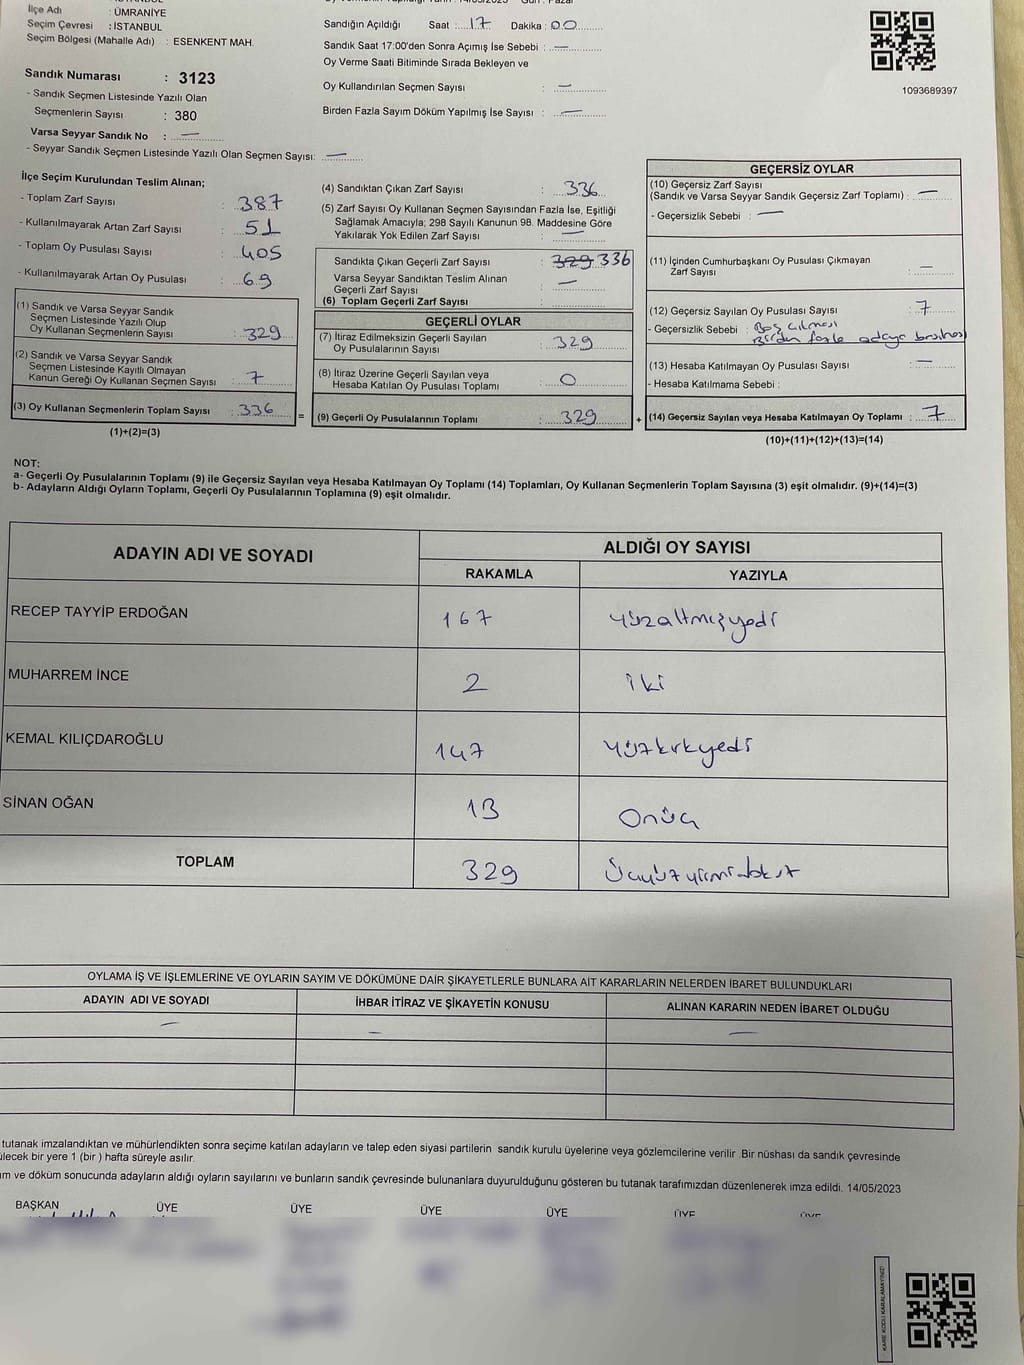 İlçe Adı : ÜMRANİYE
Seçim Çevresi : İSTANBUL
Seçim Bölgesi (Mahalle Adı) : ESENKENT MAH.
Sandık Numarası : 3123
- Sandık Seçmen Listesinde Yazılı Olan
Seçmenlerin Sayısı : 380
Varsa Seyyar Sandık No : —
- Seyyar Sandık Seçmen Listesinde Yazılı Olan Seçmen Sayısı: —
Sandığın Açıldığı Saat : 17 Dakika : 00
Sandık Saat 17:00'den Sonra Açımış İse Sebebi : —
Oy Verme Saati Bitiminde Sırada Bekleyen ve
Oy Kullandırılan Seçmen Sayısı : —
Birden Fazla Sayım Döküm Yapılmış İse Sayısı : —
1093689397
İlçe Seçim Kurulundan Teslim Alınan;
- Toplam Zarf Sayısı : 387
- Kullanılmayarak Artan Zarf Sayısı : 51
- Toplam Oy Pusulası Sayısı : 405
- Kullanılmayarak Artan Oy Pusulası : 69
(1) Sandık ve Varsa Seyyar Sandık
Seçmen Listesinde Yazılı Olup
Oy Kullanan Seçmenlerin Sayısı : 329
(2) Sandık ve Varsa Seyyar Sandık
Seçmen Listesinde Kayıtlı Olmayan
Kanun Gereği Oy Kullanan Seçmen Sayısı : 7
(3) Oy Kullanan Seçmenlerin Toplam Sayısı : 336 =
(1)+(2)=(3)
(4) Sandıktan Çıkan Zarf Sayısı : 336
(5) Zarf Sayısı Oy Kullanan Seçmen Sayısından Fazla İse, Eşitliği
Sağlamak Amacıyla; 298 Sayılı Kanunun 98. Maddesine Göre
Yakılarak Yok Edilen Zarf Sayısı : —
Sandıkta Çıkan Geçerli Zarf Sayısı : 329 336
Varsa Seyyar Sandıktan Teslim Alınan
Geçerli Zarf Sayısı : —
(6) Toplam Geçerli Zarf Sayısı :
GEÇERLİ OYLAR
(7) İtiraz Edilmeksizin Geçerli Sayılan
Oy Pusulalarının Sayısı : 329
(8) İtiraz Üzerine Geçerli Sayılan veya
Hesaba Katılan Oy Pusulası Toplamı : 0
(9) Geçerli Oy Pusulalarının Toplamı : 329 +
GEÇERSİZ OYLAR
(10) Geçersiz Zarf Sayısı
(Sandık ve Varsa Seyyar Sandık Geçersiz Zarf Toplamı) : —
- Geçersizlik Sebebi : —
(11) İçinden Cumhurbaşkanı Oy Pusulası Çıkmayan
Zarf Sayısı : —
(12) Geçersiz Sayılan Oy Pusulası Sayısı : 7
- Geçersizlik Sebebi : Boş çıkması
Birden fazla adaya basılması
(13) Hesaba Katılmayan Oy Pusulası Sayısı : —
- Hesaba Katılmama Sebebi :
(14) Geçersiz Sayılan veya Hesaba Katılmayan Oy Toplamı : 7
(10)+(11)+(12)+(13)=(14)
NOT:
a- Geçerli Oy Pusulalarının Toplamı (9) ile Geçersiz Sayılan veya Hesaba Katılmayan Oy Toplamı (14) Toplamları, Oy Kullanan Seçmenlerin Toplam Sayısına (3) eşit olmalıdır. (9)+(14)=(3)
b- Adayların Aldığı Oyların Toplamı, Geçerli Oy Pusulalarının Toplamına (9) eşit olmalıdır.
ADAYIN ADI VE SOYADI ALDIĞI OY SAYISI
RAKAMLA YAZIYLA
RECEP TAYYİP ERDOĞAN 167 Yüzaltmışyedi
MUHARREM İNCE 2 iki
KEMAL KILIÇDAROĞLU 147 Yüzkırkyedi
SİNAN OĞAN 13 Onüç
TOPLAM 329 Üçyüzyirmidokuz
OYLAMA İŞ VE İŞLEMLERİNE VE OYLARIN SAYIM VE DÖKÜMÜNE DAİR ŞİKAYETLERLE BUNLARA AİT KARARLARIN NELERDEN İBARET BULUNDUKLARI
ADAYIN ADI VE SOYADI İHBAR İTİRAZ VE ŞİKAYETİN KONUSU ALINAN KARARIN NEDEN İBARET OLDUĞU
— — —
tutanak imzalandıktan ve mühürlendikten sonra seçime katılan adayların ve talep eden siyasi partilerin sandık kurulu üyelerine veya gözlemcilerine verilir .Bir nüshası da sandık çevresinde
bir yere 1 (bir ) hafta süreyle asılır.
ve döküm sonucunda adayların aldığı oyların sayılarını ve bunların sandık çevresinde bulunanlara duyurulduğunu gösteren bu tutanak tarafımızdan düzenlenerek imza edildi. 14/05/2023
BAŞKAN ÜYE ÜYE ÜYE ÜYE ÜYE
KARE KODU KARALAMAYINIZ!